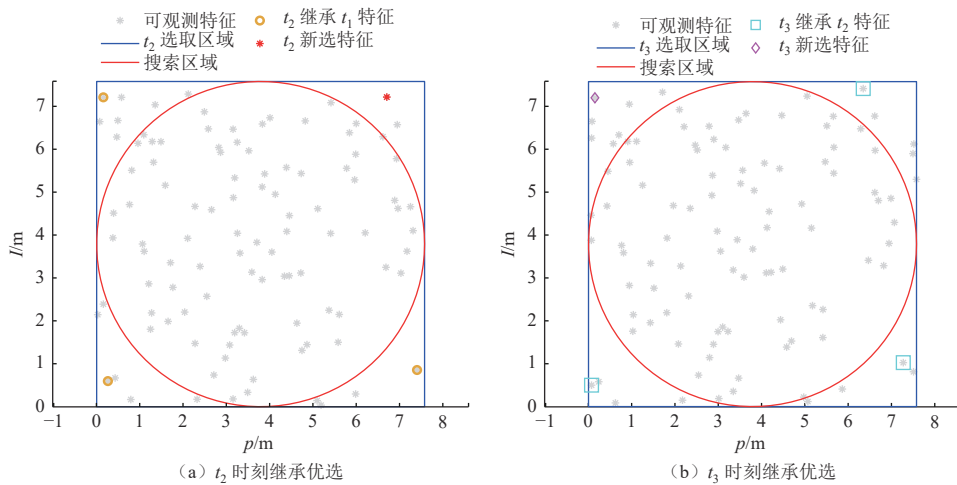 可观测特征 t₂ 继承 t₁ 特征
t₂ 选取区域 t₂ 新选特征
搜索区域
7
6
5
4
3
2
1
0
I/m
−1 0 1 2 3 4 5 6 7 8
p/m
(a) t₂ 时刻继承优选
可观测特征 t₃ 继承 t₂ 特征
t₃ 选取区域 t₃ 新选特征
搜索区域
7
6
5
4
3
2
1
0
I/m
−1 0 1 2 3 4 5 6 7 8
p/m
(b) t₃ 时刻继承优选